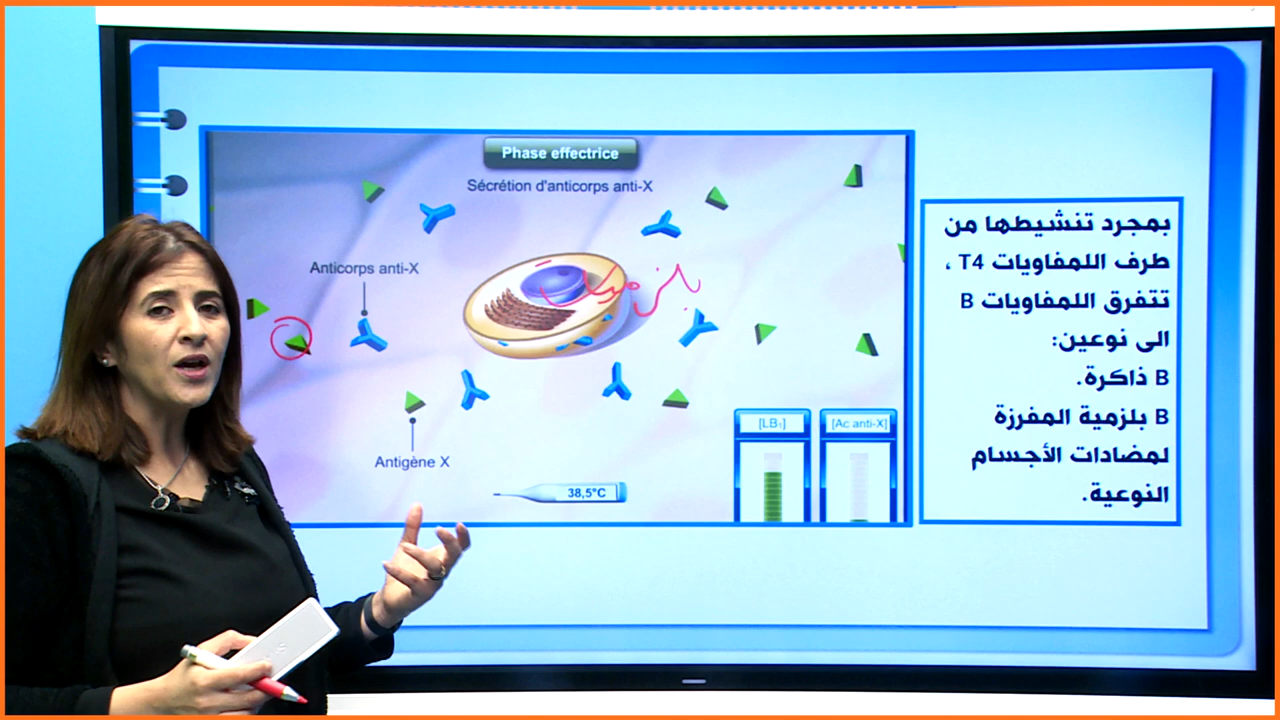 Phase effectrice
Sécrétion d'anticorps anti-X
Anticorps anti-X
Antigène X
38,5°C
[LB₁]
[Ac anti-X]
بمجرد تنشيطها من
طرف اللمفاويات T4 ،
تتفرق اللمفاويات B
الى نوعين:
B ذاكرة.
B بلزمية المفرزة
لمضادات الأجسام
النوعية.